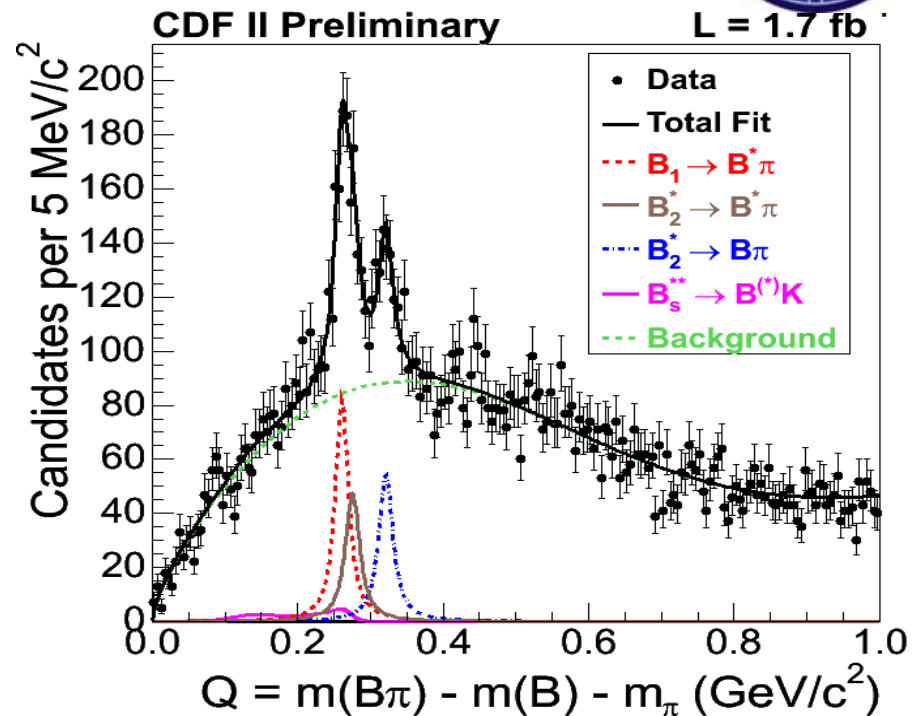 CDF II Preliminary
L = 1.7 fb
Candidates per 5 MeV/c²
200
180
160
140
120
100
80
60
40
20
0
Data
Total Fit
B₁ → B*π
B₂* → B*π
B₂* → Bπ
Bₛ** → B⁽*⁾K
Background
0.0 0.2 0.4 0.6 0.8 1.0
Q = m(Bπ) - m(B) - mπ (GeV/c²)